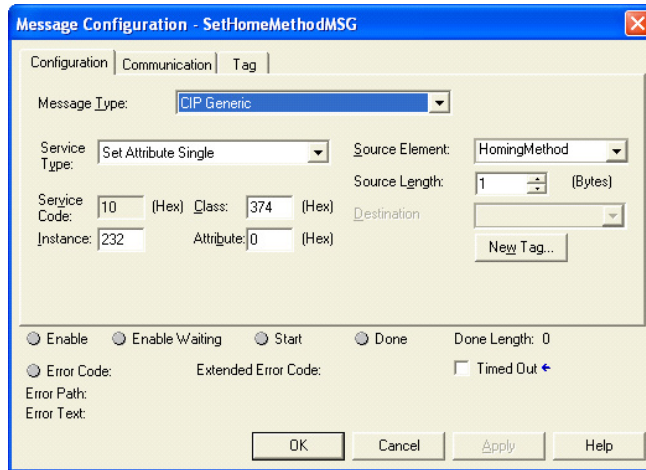 Message Configuration - SetHomeMethodMSG
Configuration Communication Tag
Message Type: CIP Generic
Service Type: Set Attribute Single
Source Element: HomingMethod
Source Length: 1 (Bytes)
Service Code: 10 (Hex) Class: 374 (Hex)
Destination
Instance: 232 Attribute: 0 (Hex)
New Tag...
Enable Enable Waiting Start Done Done Length: 0
Error Code: Extended Error Code: Timed Out
Error Path:
Error Text:
OK Cancel Apply Help